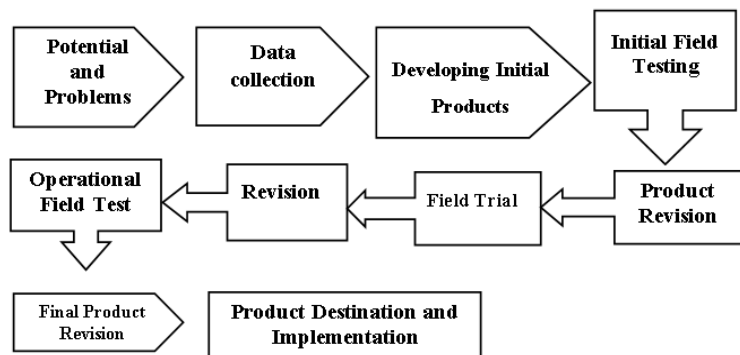 Potential
and
Problems
Data
collection
Developing Initial
Products
Initial Field
Testing
Operational
Field Test
Revision
Field Trial
Product
Revision
Final Product
Revision
Product Destination and
Implementation